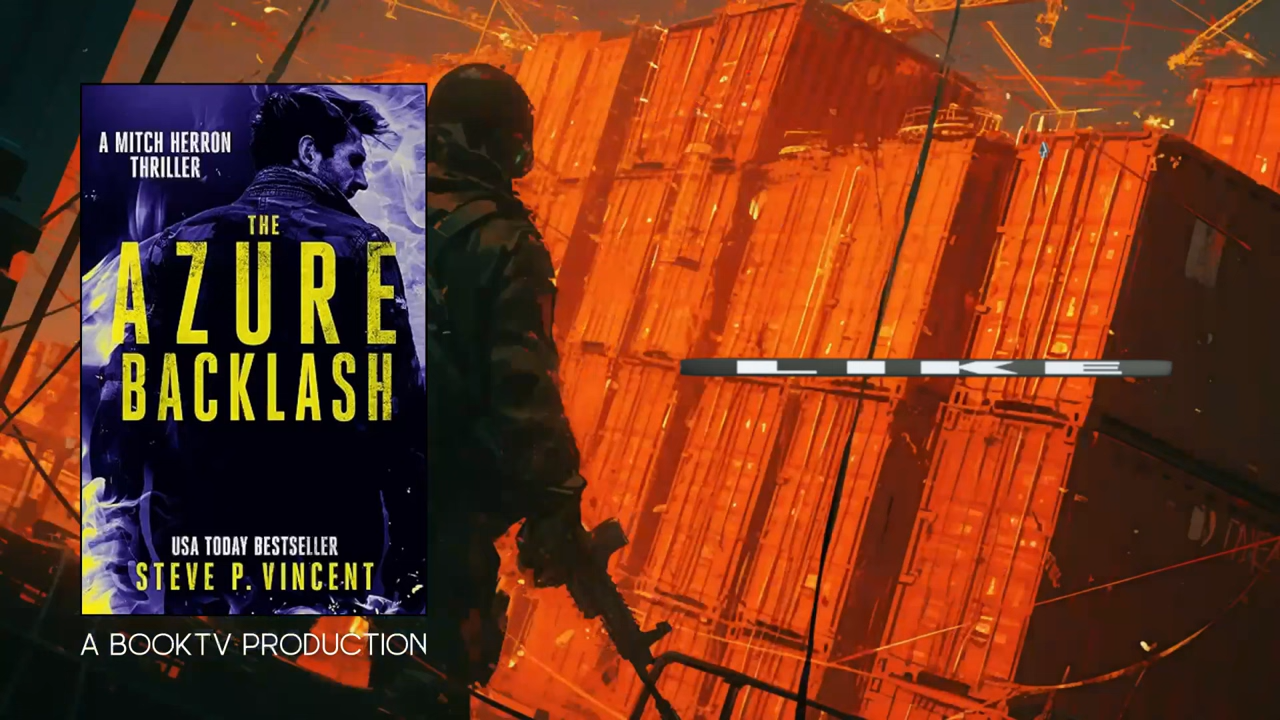 A MITCH HERRON
THRILLER
THE
AZURE
BACKLASH
USA TODAY BESTSELLER
STEVE P. VINCENT
A BOOKTV PRODUCTION
LIKE